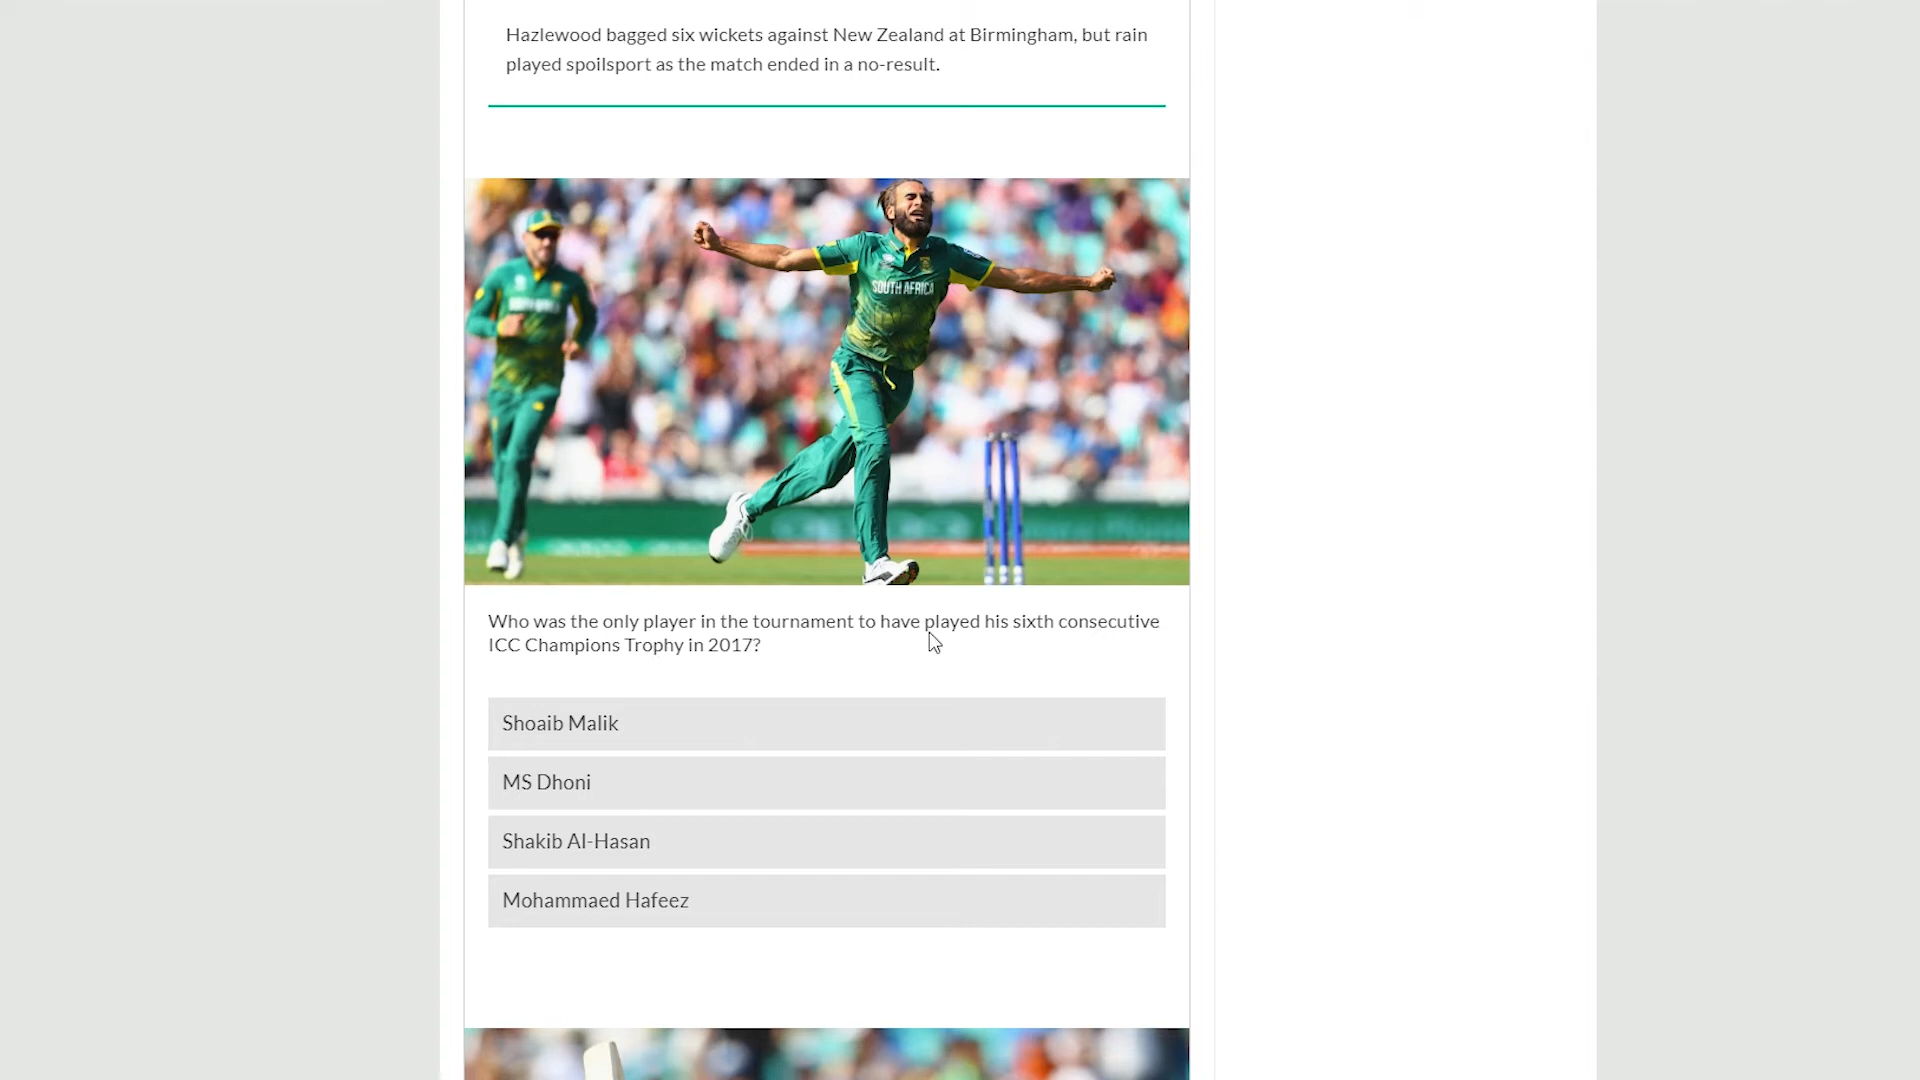 Hazlewood bagged six wickets against New Zealand at Birmingham, but rain
played spoilsport as the match ended in a no-result.
SOUTH AFRICA
Who was the only player in the tournament to have played his sixth consecutive
ICC Champions Trophy in 2017?
Shoaib Malik
MS Dhoni
Shakib Al-Hasan
Mohammaed Hafeez